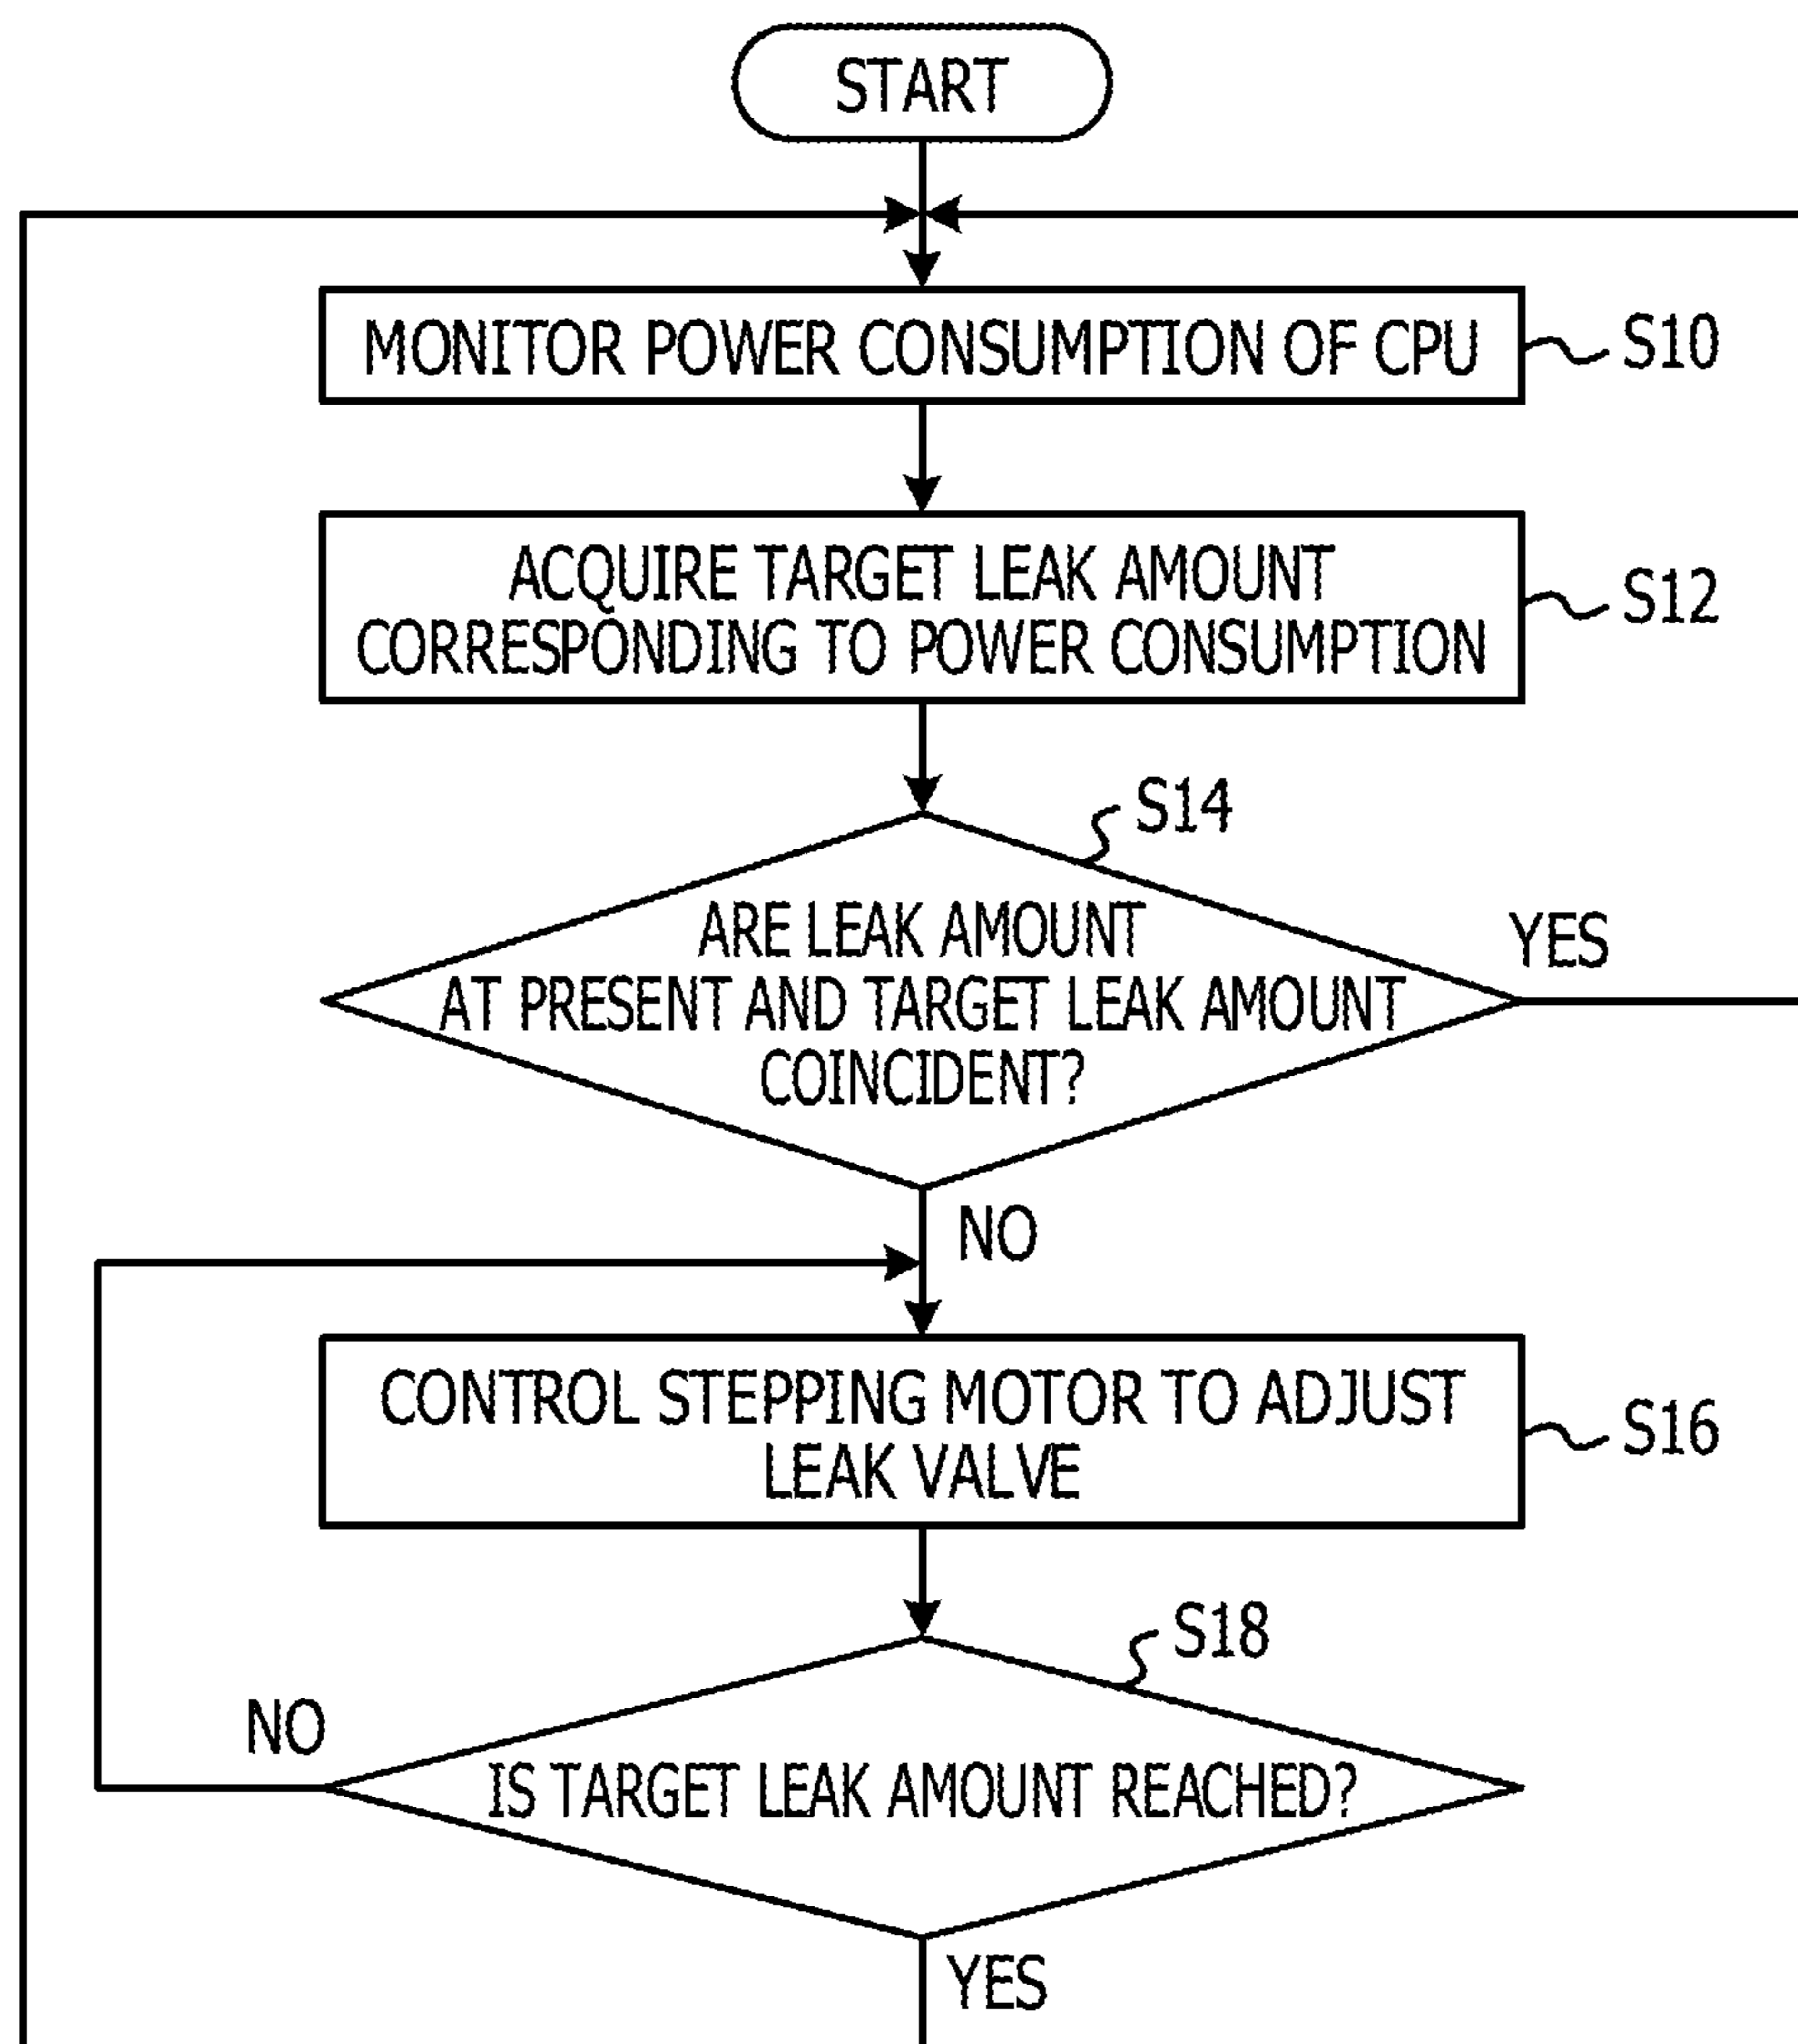 START
MONITOR POWER CONSUMPTION OF CPU
S10
ACQUIRE TARGET LEAK AMOUNT
CORRESPONDING TO POWER CONSUMPTION
S12
S14
ARE LEAK AMOUNT
AT PRESENT AND TARGET LEAK AMOUNT
COINCIDENT?
YES
NO
CONTROL STEPPING MOTOR TO ADJUST
LEAK VALVE
S16
S18
NO
IS TARGET LEAK AMOUNT REACHED?
YES